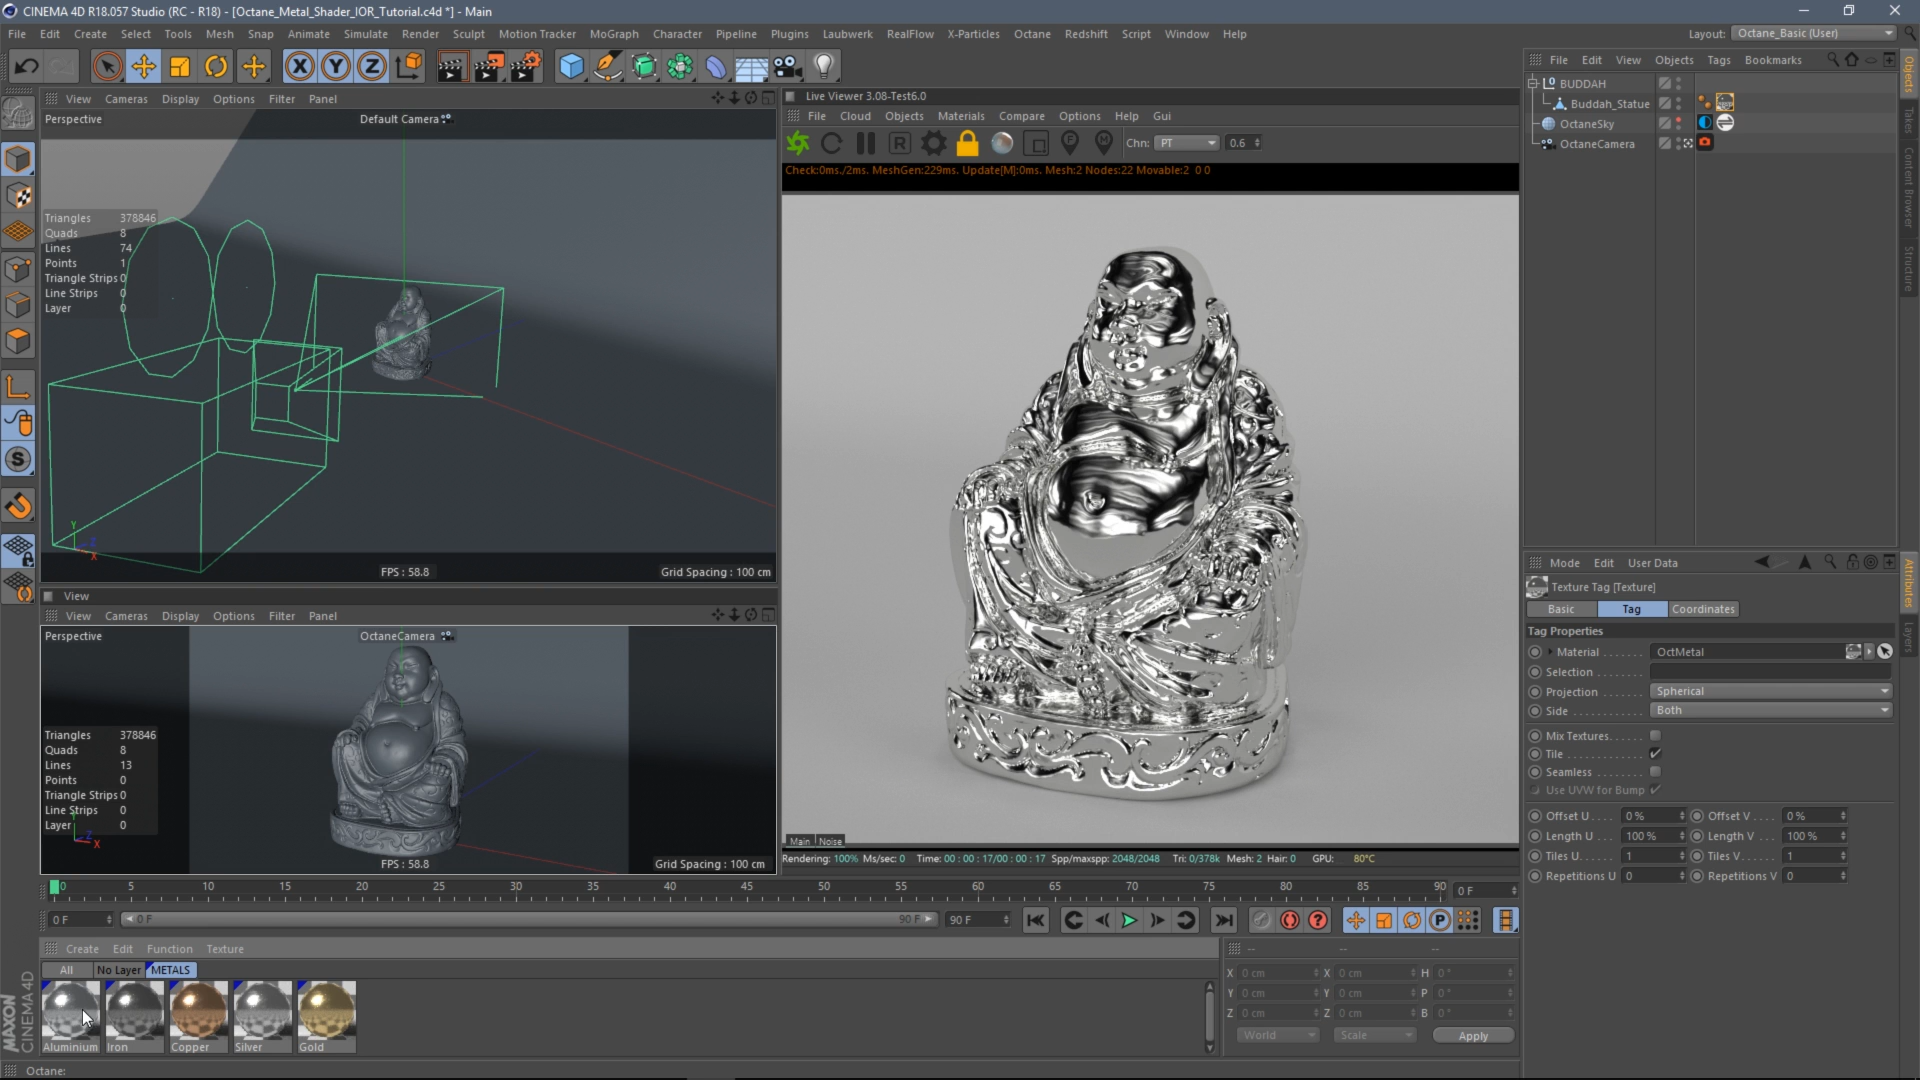 CINEMA 4D R18.057 Studio (RC - R18) - [Octane_Metal_Shader_IOR_Tutorial.c4d *] - Main
File Edit Create Select Tools Mesh Snap Animate Simulate Render Sculpt Motion Tracker MoGraph Character Pipeline Plugins Laubwerk RealFlow X-Particles Octane Redshift Script Window Help
Layout: Octane_Basic (User)
X Y Z
View Cameras Display Options Filter Panel
Perspective
Default Camera
Triangles 378846
Quads 8
Lines 74
Points 1
Triangle Strips 0
Line Strips 0
Layer 0
Y
Z
X
FPS : 58.8
Grid Spacing : 100 cm
View
View Cameras Display Options Filter Panel
Perspective
OctaneCamera
Triangles 378846
Quads 8
Lines 13
Points 0
Triangle Strips 0
Line Strips 0
Layer 0
Z
X
FPS : 58.8
Grid Spacing : 100 cm
Live Viewer 3.08-Test6.0
File Cloud Objects Materials Compare Options Help Gui
R
Chn: PT 0.6
Check:0ms./2ms. MeshGen:229ms. Update[M]:0ms. Mesh:2 Nodes:22 Movable:2 0 0
Main Noise
Rendering: 100% Ms/sec: 0 Time: 00 : 00 : 17/00 : 00 : 17 Spp/maxspp: 2048/2048 Tri: 0/378k Mesh: 2 Hair: 0 GPU: 80°C
0 5 10 15 20 25 30 35 40 45 50 55 60 65 70 75 80 85 90 0 F
0 F 0 F 90 F 90 F
P
Create Edit Function Texture
All No Layer METALS
Aluminium Iron Copper Silver Gold
MAXON CINEMA 4D
Octane:
-- -- --
X 0 cm X 0 cm H 0 °
Y 0 cm Y 0 cm P 0 °
Z 0 cm Z 0 cm B 0 °
World Scale Apply
File Edit View Objects Tags Bookmarks
BUDDAH
Buddah_Statue
OctaneSky
OctaneCamera
Objects
Takes
Content Browser
Structure
Mode Edit User Data
Texture Tag [Texture]
Basic Tag Coordinates
Tag Properties
Material OctMetal
Selection
Projection Spherical
Side Both
Mix Textures
Tile
Seamless
Use UVW for Bump
Offset U 0 % Offset V 0 %
Length U 100 % Length V 100 %
Tiles U 1 Tiles V 1
Repetitions U 0 Repetitions V 0
Attributes
Layers